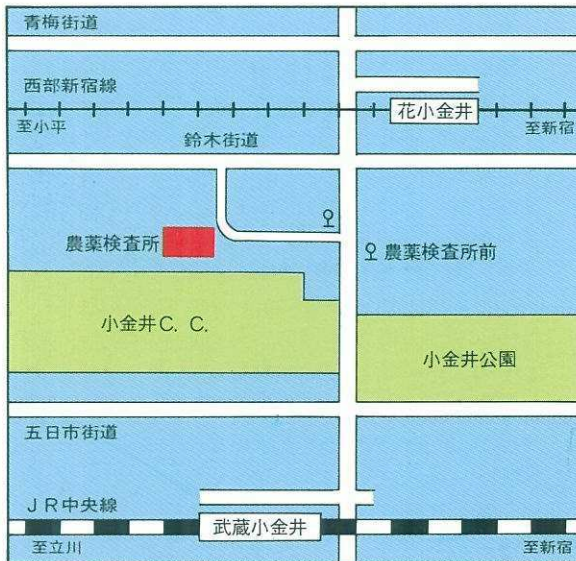 青梅街道
西部新宿線
花小金井
至小平
至新宿
鈴木街道
農薬検査所
農薬検査所前
小金井C. C.
小金井公園
五日市街道
JR中央線
武蔵小金井
至立川
至新宿